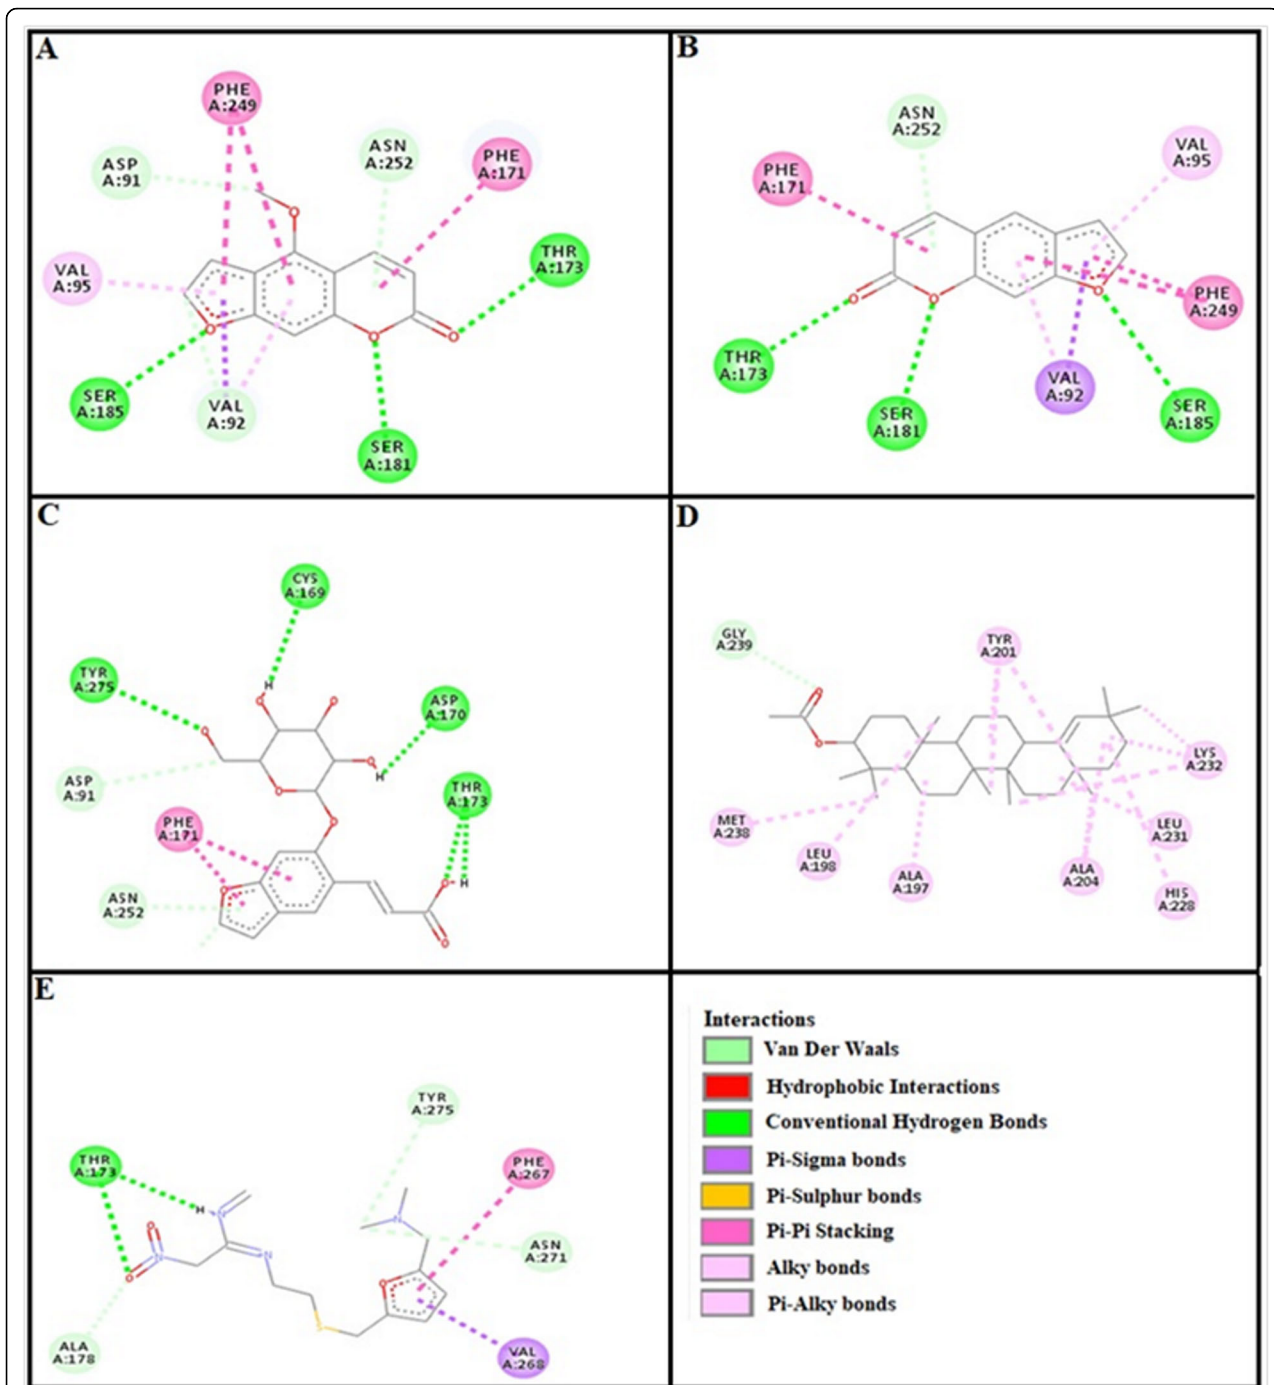 A
PHE
A:249
ASP
A:91
ASN
A:252
PHE
A:171
VAL
A:95
THR
A:173
O
O
O
O
SER
A:185
VAL
A:92
SER
A:181
B
ASN
A:252
VAL
A:95
PHE
A:171
O
O
O
PHE
A:249
THR
A:173
VAL
A:92
SER
A:181
SER
A:185
C
CYS
A:169
TYR
A:275
H
O
O
O
ASP
A:170
O
H
ASP
A:91
O
THR
A:173
PHE
A:171
O
O
H
O
ASN
A:252
O
D
GLY
A:239
TYR
A:201
O
O
LYS
A:232
MET
A:238
LEU
A:198
ALA
A:197
ALA
A:204
LEU
A:231
HIS
A:228
E
TYR
A:275
THR
A:173
PHE
A:267
H
N
O
N
N
N
O
ASN
A:271
O
S
ALA
A:178
VAL
A:268
Interactions
Van Der Waals
Hydrophobic Interactions
Conventional Hydrogen Bonds
Pi-Sigma bonds
Pi-Sulphur bonds
Pi-Pi Stacking
Alky bonds
Pi-Alky bonds